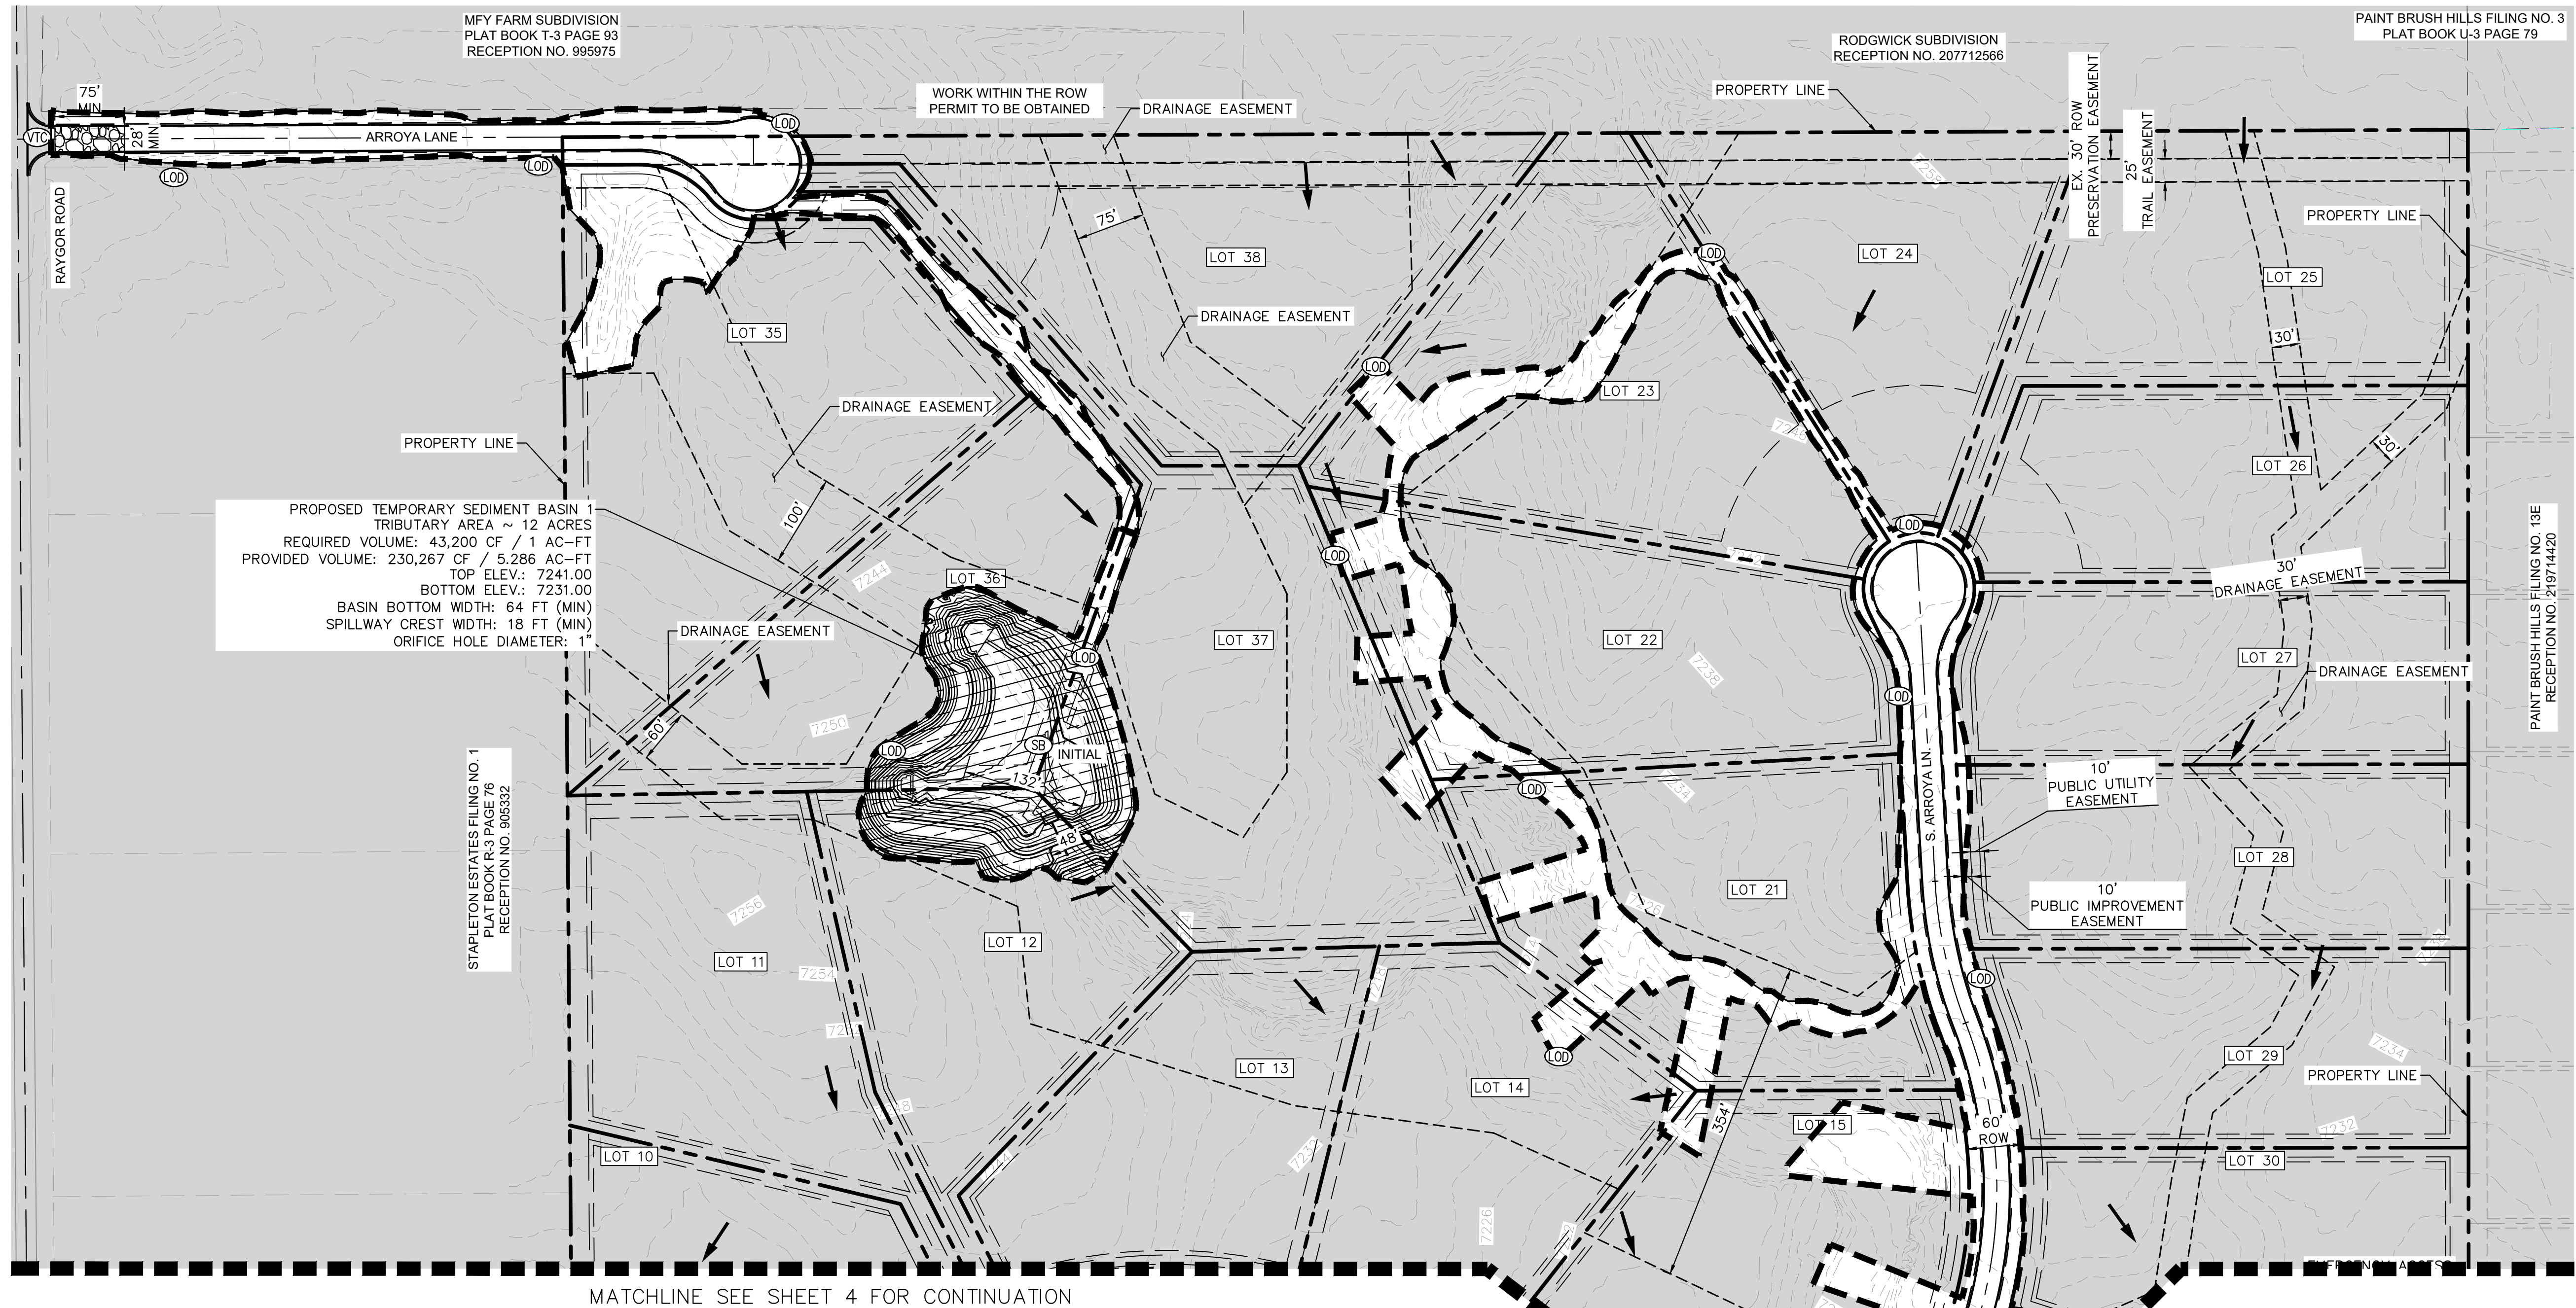 MFY FARM SUBDIVISION
PLAT BOOK T-3 PAGE 93
RECEPTION NO. 995975
RODGWICK SUBDIVISION
RECEPTION NO. 207712566
PAINT BRUSH HILLS FILING NO. 3
PLAT BOOK U-3 PAGE 79
75'
MIN
28'
MIN
VTC
ARROYA LANE
LOD
LOD
LOD
RAYGOR ROAD
WORK WITHIN THE ROW
PERMIT TO BE OBTAINED
DRAINAGE EASEMENT
PROPERTY LINE
EX. 30' ROW
PRESERVATION EASEMENT
25'
TRAIL EASEMENT
7258
PROPERTY LINE
75'
LOT 38
LOD
LOT 24
LOT 25
DRAINAGE EASEMENT
LOT 35
30'
LOD
LOT 23
DRAINAGE EASEMENT
7246
30'
PROPERTY LINE
LOT 26
100'
PROPOSED TEMPORARY SEDIMENT BASIN 1
TRIBUTARY AREA ~ 12 ACRES
REQUIRED VOLUME: 43,200 CF / 1 AC-FT
PROVIDED VOLUME: 230,267 CF / 5.286 AC-FT
TOP ELEV.: 7241.00
BOTTOM ELEV.: 7231.00
BASIN BOTTOM WIDTH: 64 FT (MIN)
SPILLWAY CREST WIDTH: 18 FT (MIN)
ORIFICE HOLE DIAMETER: 1"
LOD
LOD
7244
LOT 36
30'
DRAINAGE EASEMENT
PAINT BRUSH HILLS FILING NO. 13E
RECEPTION NO. 219714420
DRAINAGE EASEMENT
LOT 37
LOT 22
LOD
LOT 27
7238
DRAINAGE EASEMENT
LOD
60'
7250
LOD
SB
INITIAL
132'
LOD
7234
S. ARROYA LN.
10'
PUBLIC UTILITY
EASEMENT
48'
STAPLETON ESTATES FILING NO. 1
PLAT BOOK R-3 PAGE 76
RECEPTION NO. 905332
LOT 28
LOT 21
10'
PUBLIC IMPROVEMENT
EASEMENT
7256
7226
LOT 12
LOT 11
7254
LOD
LOD
LOT 29
7234
LOT 13
LOT 14
PROPERTY LINE
354'
LOT 15
60'
ROW
7232
LOT 10
LOT 30
7226
MATCHLINE SEE SHEET 4 FOR CONTINUATION